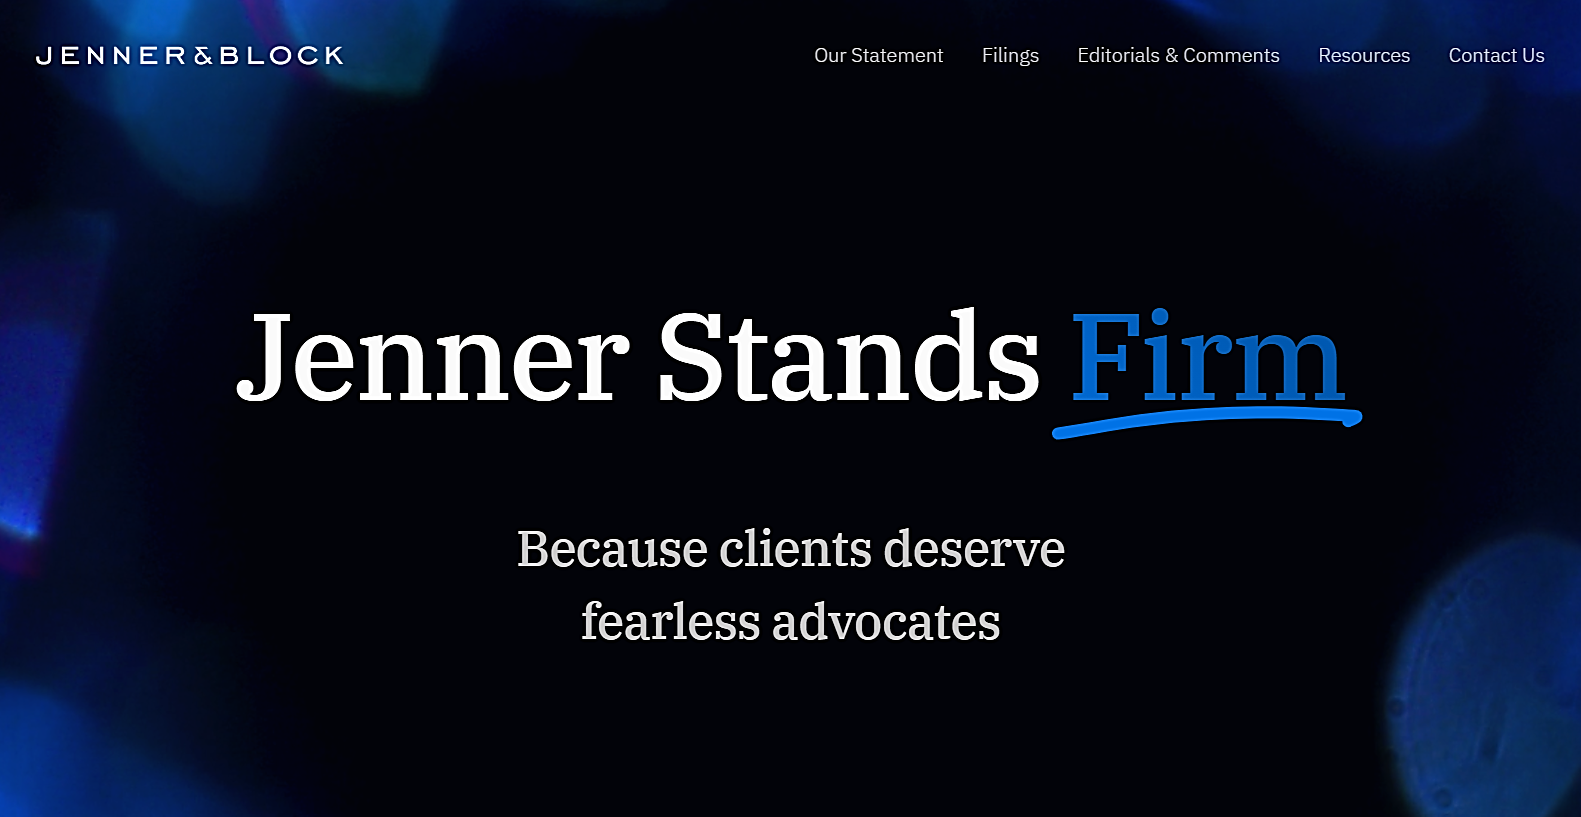 JENNER&BLOCK
Our Statement Filings Editorials & Comments Resources Contact Us
Jenner Stands Firm
Because clients deserve
fearless advocates